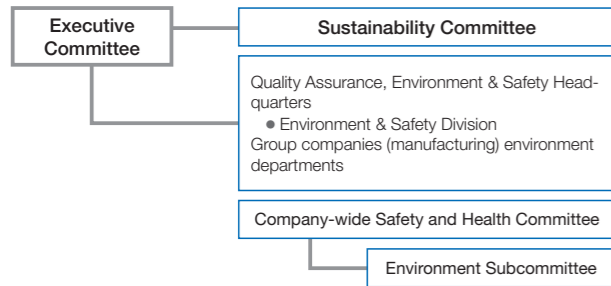 Executive
Committee
Sustainability Committee
Quality Assurance, Environment & Safety Head-
quarters
● Environment & Safety Division
Group companies (manufacturing) environment
departments
Company-wide Safety and Health Committee
Environment Subcommittee